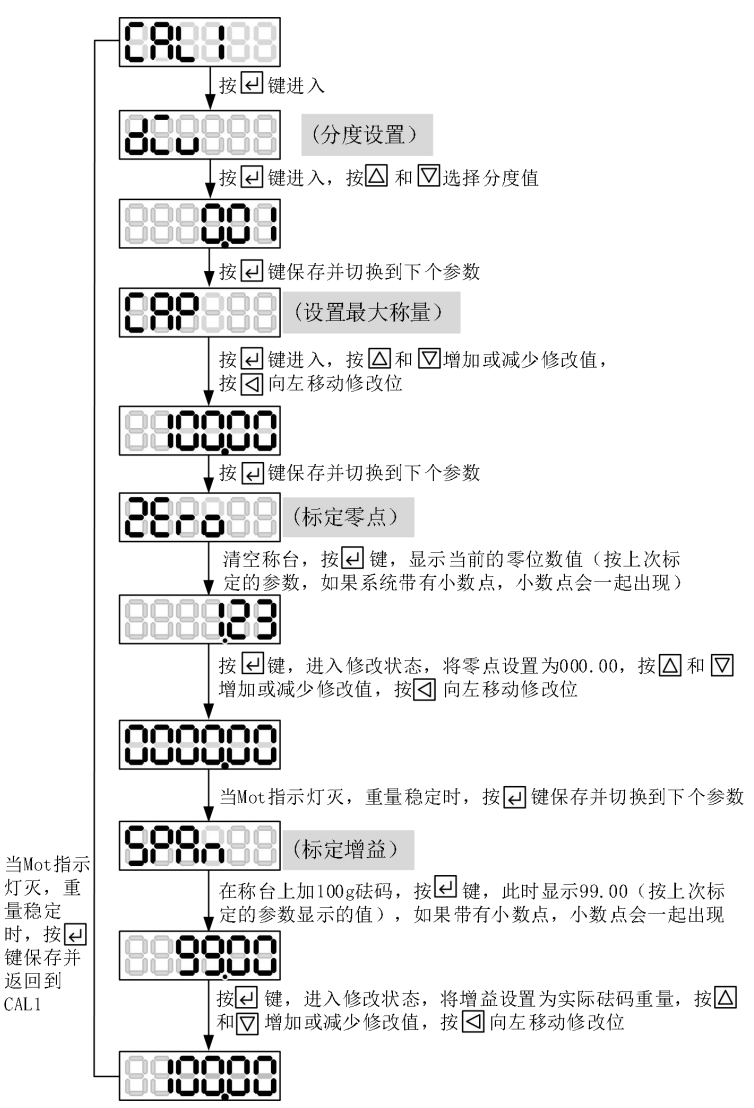 CAL1
按键进入
dCu
(分度设置)
按键进入，按和选择分度值
0.01
按键保存并切换到下个参数
CAP
(设置最大称量)
按键进入，按和增加或减少修改值，
按向左移动修改位
100.00
按键保存并切换到下个参数
2Ero
(标定零点)
清空称台，按键，显示当前的零位数值（按上次标
定的参数，如果系统带有小数点，小数点会一起出现）
1.23
按键，进入修改状态，将零点设置为000.00，按和
增加或减少修改值，按向左移动修改位
0000.00
当Mot指示灯灭，重量稳定时，按键保存并切换到下个参数
SPAn
(标定增益)
在称台上加100g砝码，按键，此时显示99.00（按上次标
定的参数显示的值），如果带有小数点，小数点会一起出现
99.00
按键，进入修改状态，将增益设置为实际砝码重量，按
和增加或减少修改值，按向左移动修改位
100.00
当Mot指示
灯灭，重
量稳定
时，按
键保存并
返回到
CAL1